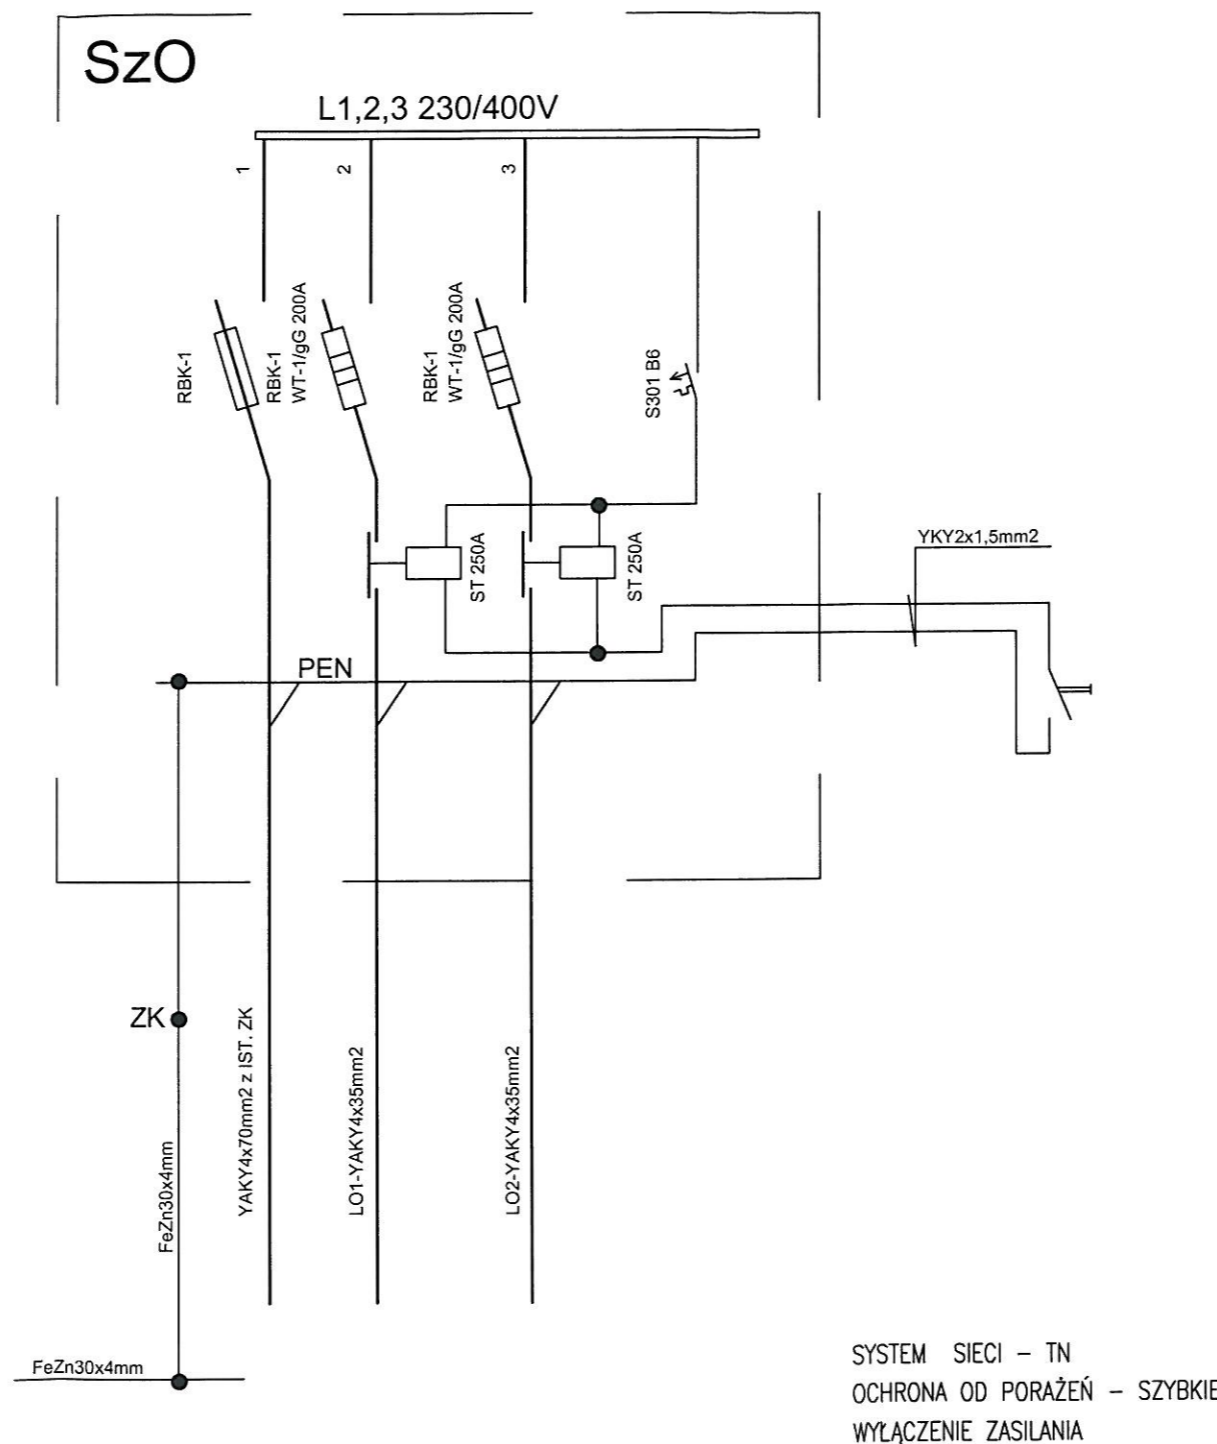 SzO
L1,2,3 230/400V
1
2
3
RBK-1
RBK-1
WT-1/gG 200A
RBK-1
WT-1/gG 200A
S301 B6
ST 250A
ST 250A
YKY2x1,5mm2
PEN
ZK
FeZn30x4mm
YAKY4x70mm2 z IST. ZK
LO1-YAKY4x35mm2
LO2-YAKY4x35mm2
FeZn30x4mm
SYSTEM SIECI – TN
OCHRONA OD PORAŻEŃ – SZYBKIE
WYŁĄCZENIE ZASILANIA